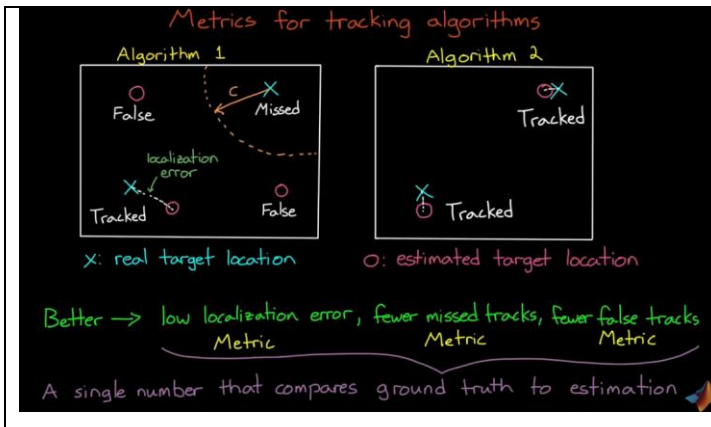 Metrics for tracking algorithms
Algorithm 1
False
C
Missed
localization
error
Tracked
False
Algorithm 2
Tracked
Tracked
X: real target location
O: estimated target location
Better → low localization error, fewer missed tracks, fewer false tracks
Metric Metric Metric
A single number that compares ground truth to estimation